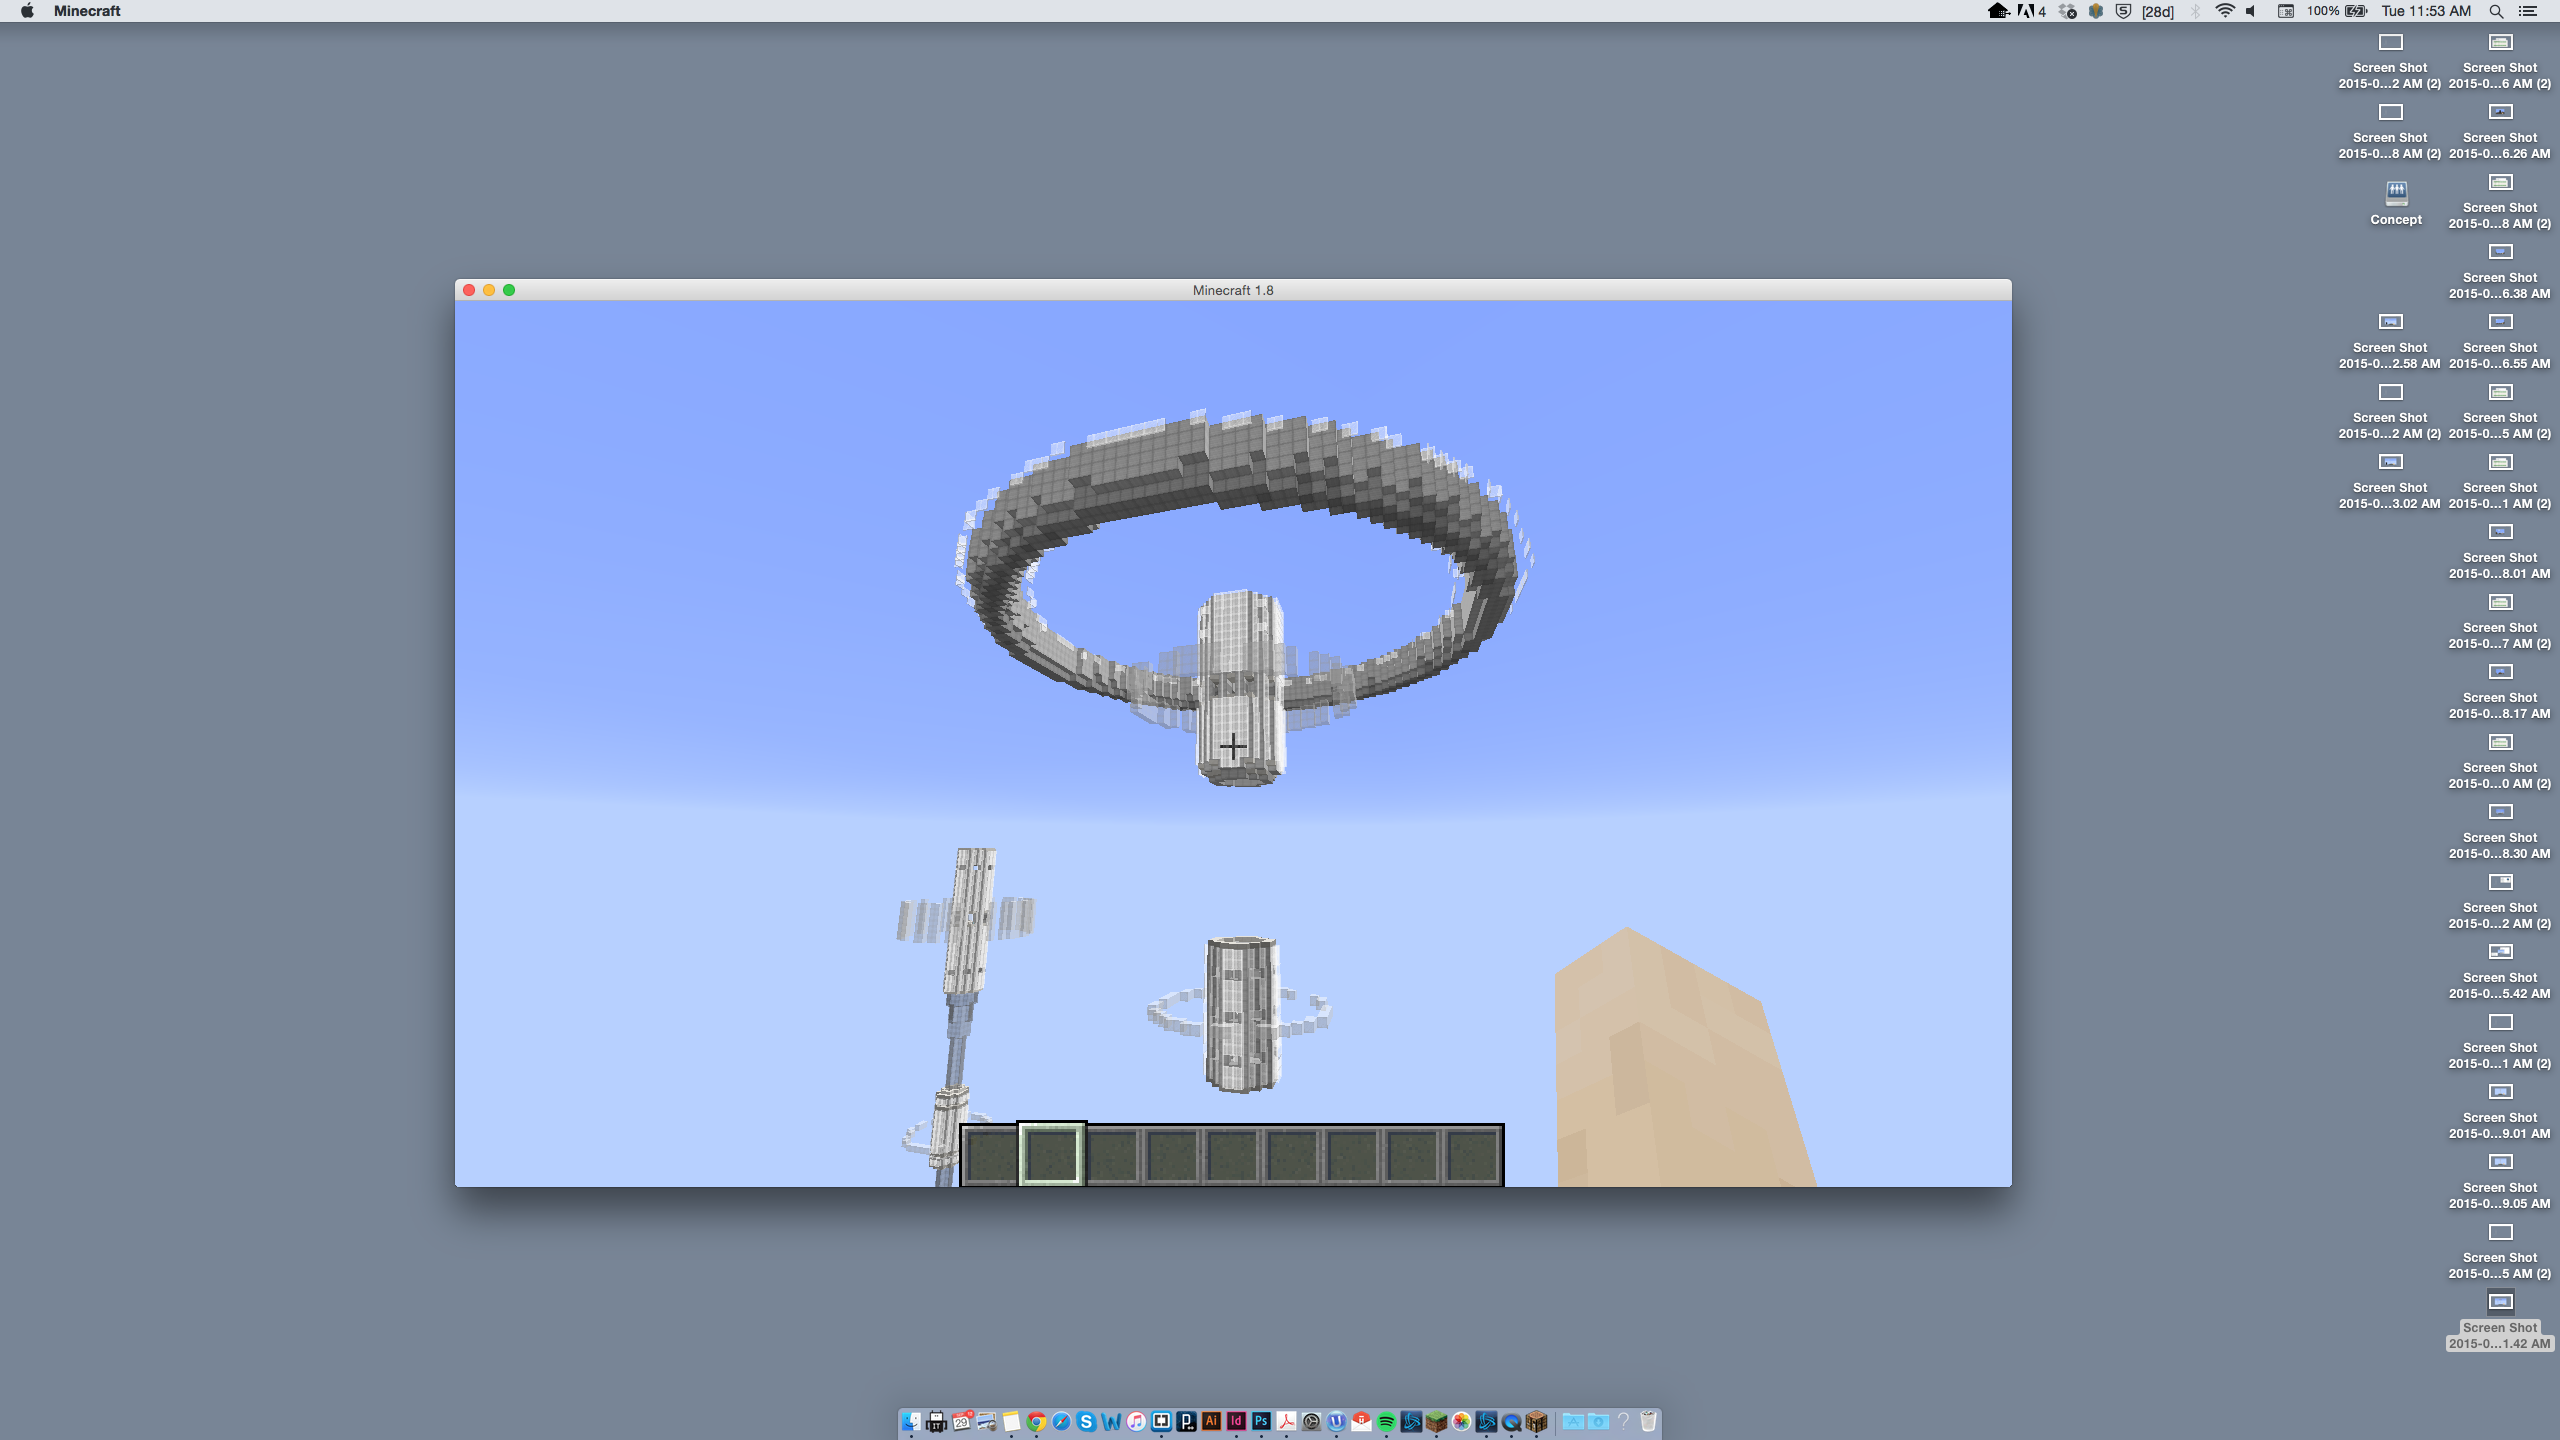 Minecraft
4
[28d]
100%
Tue 11:53 AM
Screen Shot
2015-0...2 AM (2)
Screen Shot
2015-0...8 AM (2)
Concept
Screen Shot
2015-0...2.58 AM
Screen Shot
2015-0...2 AM (2)
Screen Shot
2015-0...3.02 AM
Screen Shot
2015-0...6 AM (2)
Screen Shot
2015-0...6.26 AM
Screen Shot
2015-0...8 AM (2)
Screen Shot
2015-0...6.38 AM
Screen Shot
2015-0...6.55 AM
Screen Shot
2015-0...5 AM (2)
Screen Shot
2015-0...1 AM (2)
Screen Shot
2015-0...8.01 AM
Screen Shot
2015-0...7 AM (2)
Screen Shot
2015-0...8.17 AM
Screen Shot
2015-0...0 AM (2)
Screen Shot
2015-0...8.30 AM
Screen Shot
2015-0...2 AM (2)
Screen Shot
2015-0...5.42 AM
Screen Shot
2015-0...1 AM (2)
Screen Shot
2015-0...9.01 AM
Screen Shot
2015-0...9.05 AM
Screen Shot
2015-0...5 AM (2)
Screen Shot
2015-0...1.42 AM
Minecraft 1.8
29
Ai
Id
Ps